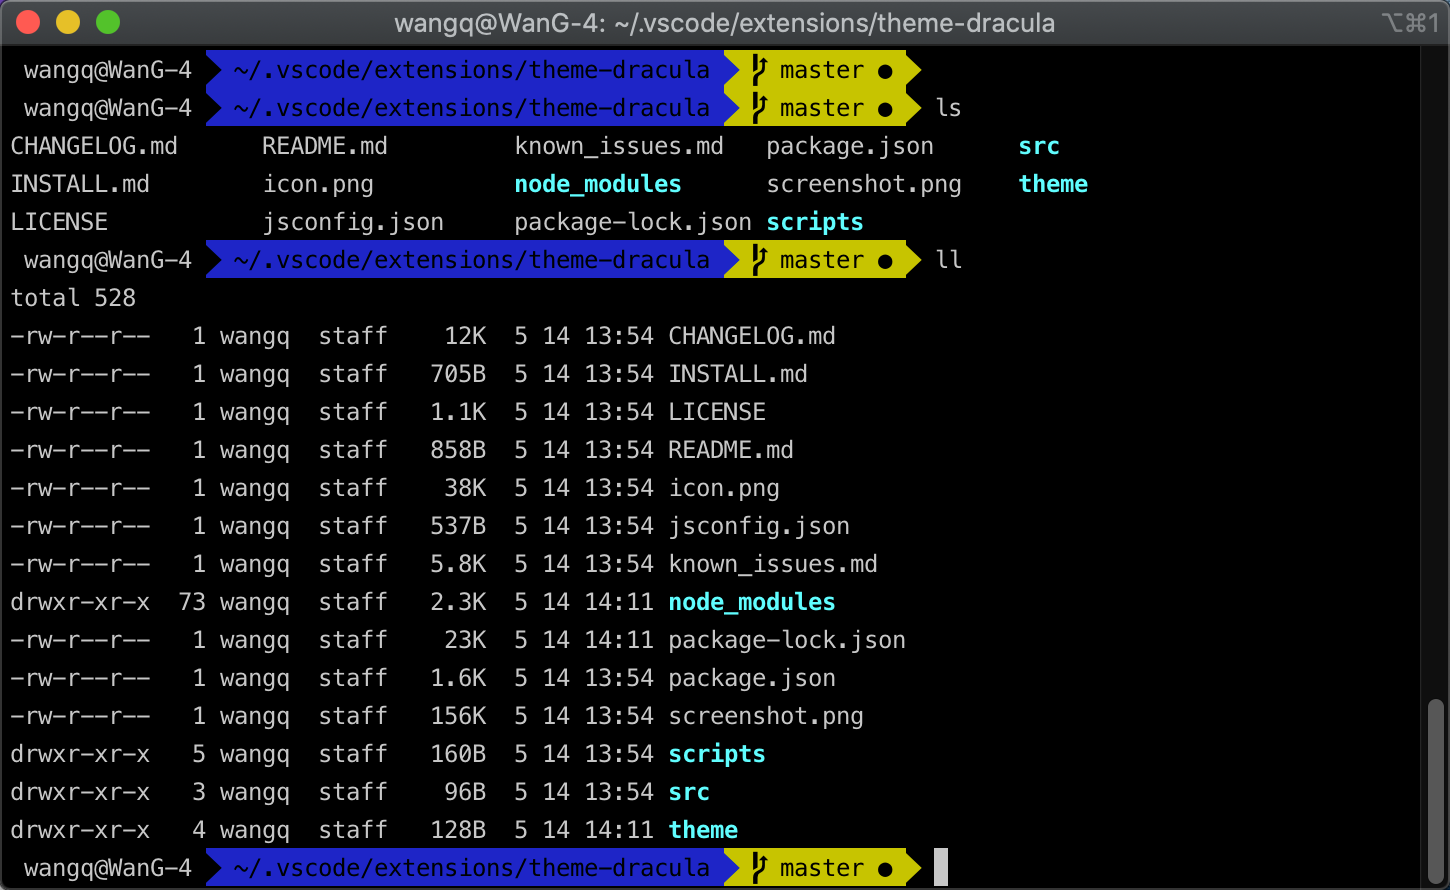 wangq@WanG-4: ~/.vscode/extensions/theme-dracula ⌥⌘1
wangq@WanG-4 ~/.vscode/extensions/theme-dracula master ●
wangq@WanG-4 ~/.vscode/extensions/theme-dracula master ● ls
CHANGELOG.md README.md known_issues.md package.json src
INSTALL.md icon.png node_modules screenshot.png theme
LICENSE jsconfig.json package-lock.json scripts
wangq@WanG-4 ~/.vscode/extensions/theme-dracula master ● ll
total 528
-rw-r--r-- 1 wangq staff 12K 5 14 13:54 CHANGELOG.md
-rw-r--r-- 1 wangq staff 705B 5 14 13:54 INSTALL.md
-rw-r--r-- 1 wangq staff 1.1K 5 14 13:54 LICENSE
-rw-r--r-- 1 wangq staff 858B 5 14 13:54 README.md
-rw-r--r-- 1 wangq staff 38K 5 14 13:54 icon.png
-rw-r--r-- 1 wangq staff 537B 5 14 13:54 jsconfig.json
-rw-r--r-- 1 wangq staff 5.8K 5 14 13:54 known_issues.md
drwxr-xr-x 73 wangq staff 2.3K 5 14 14:11 node_modules
-rw-r--r-- 1 wangq staff 23K 5 14 14:11 package-lock.json
-rw-r--r-- 1 wangq staff 1.6K 5 14 13:54 package.json
-rw-r--r-- 1 wangq staff 156K 5 14 13:54 screenshot.png
drwxr-xr-x 5 wangq staff 160B 5 14 13:54 scripts
drwxr-xr-x 3 wangq staff 96B 5 14 13:54 src
drwxr-xr-x 4 wangq staff 128B 5 14 14:11 theme
wangq@WanG-4 ~/.vscode/extensions/theme-dracula master ●